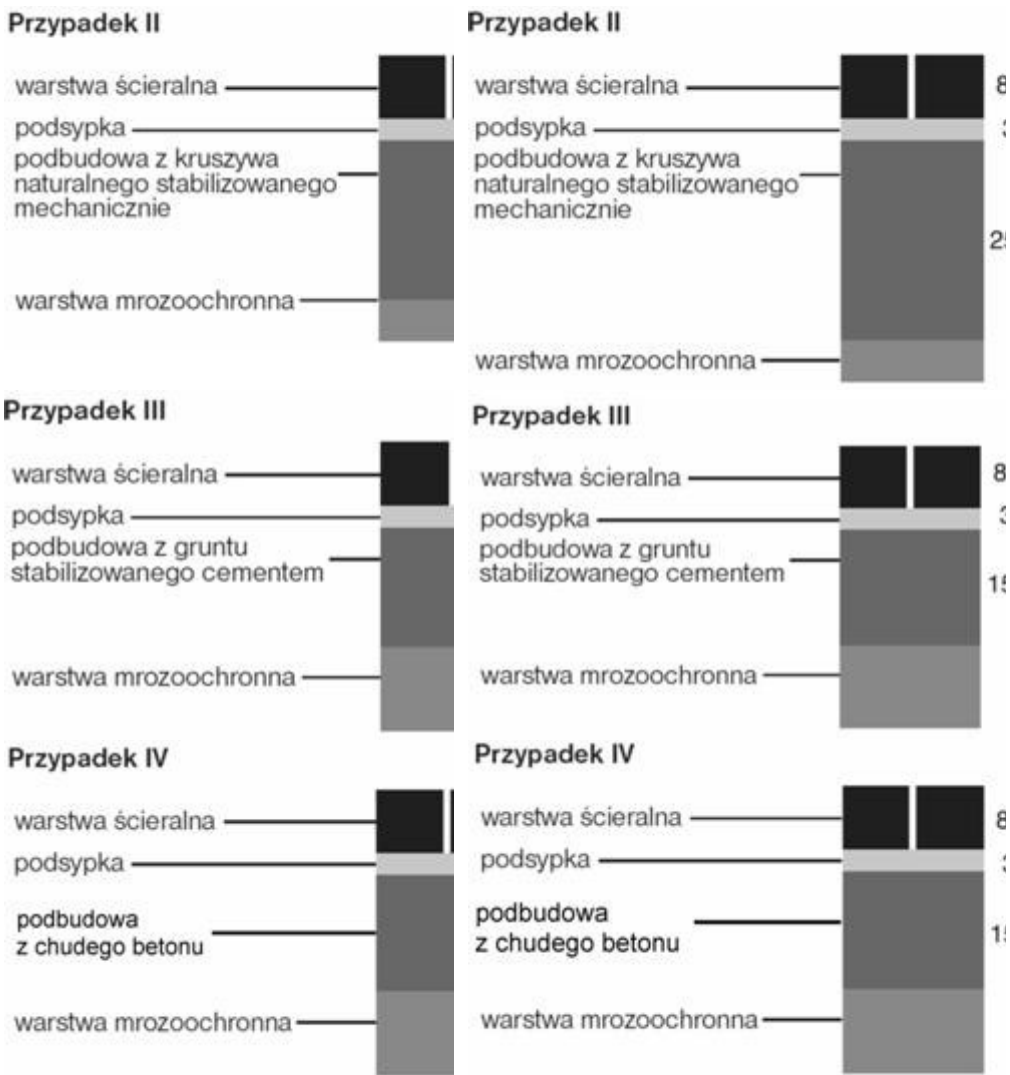 Przypadek II
warstwa ścieralna
podsypka
podbudowa z kruszywa
naturalnego stabilizowanego
mechanicznie
warstwa mrozoochronna
Przypadek III
warstwa ścieralna
podsypka
podbudowa z gruntu
stabilizowanego cementem
warstwa mrozoochronna
Przypadek IV
warstwa ścieralna
podsypka
podbudowa
z chudego betonu
warstwa mrozoochronna
Przypadek II
warstwa ścieralna
8
podsypka
podbudowa z kruszywa
naturalnego stabilizowanego
mechanicznie
warstwa mrozoochronna
Przypadek III
warstwa ścieralna
8
podsypka
podbudowa z gruntu
stabilizowanego cementem
warstwa mrozoochronna
Przypadek IV
warstwa ścieralna
8
podsypka
podbudowa
z chudego betonu
warstwa mrozoochronna